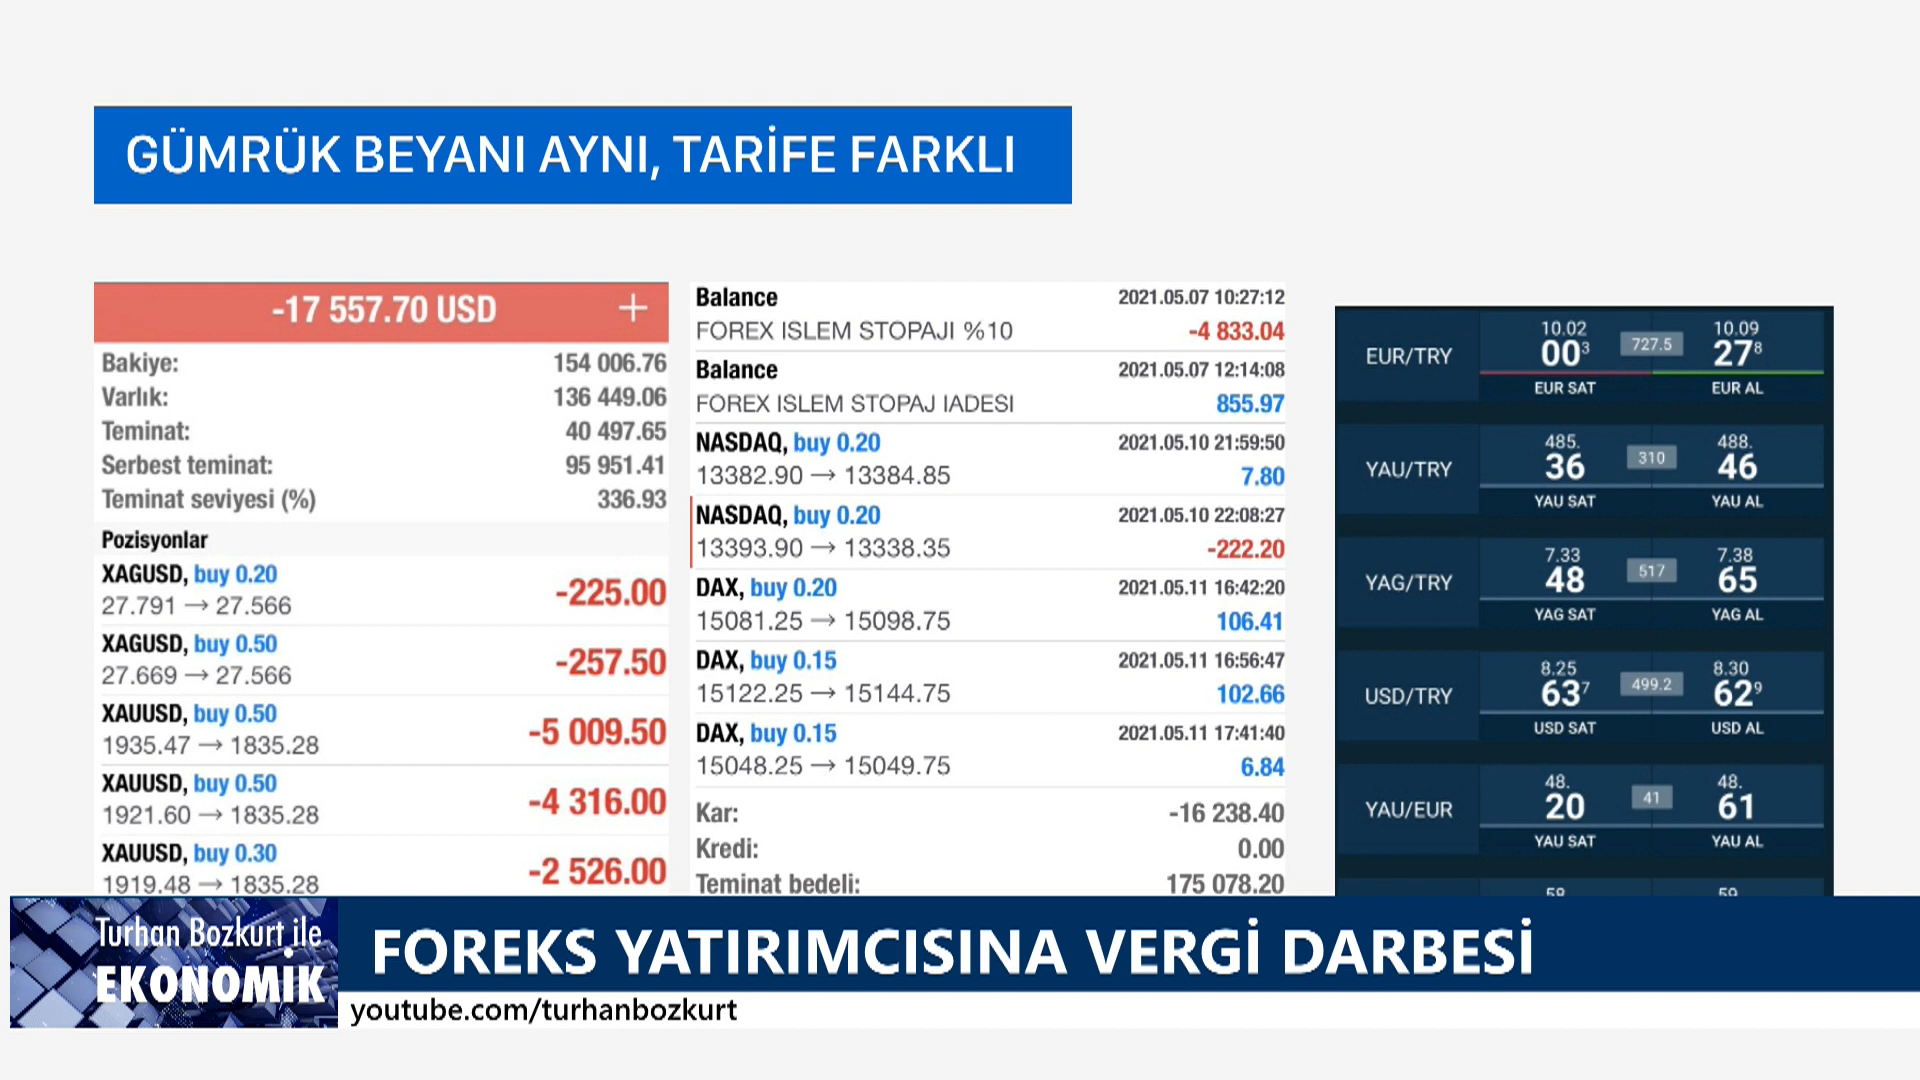 GÜMRÜK BEYANI AYNI, TARİFE FARKLI
-17 557.70 USD +
Bakiye: 154 006.76
Varlık: 136 449.06
Teminat: 40 497.65
Serbest teminat: 95 951.41
Teminat seviyesi (%) 336.93
Pozisyonlar
XAGUSD, buy 0.20
27.791 → 27.566 -225.00
XAGUSD, buy 0.50
27.669 → 27.566 -257.50
XAUUSD, buy 0.50
1935.47 → 1835.28 -5 009.50
XAUUSD, buy 0.50
1921.60 → 1835.28 -4 316.00
XAUUSD, buy 0.30
1919.48 → 1835.28 -2 526.00
Balance 2021.05.07 10:27:12
FOREX ISLEM STOPAJI %10 -4 833.04
Balance 2021.05.07 12:14:08
FOREX ISLEM STOPAJ IADESI 855.97
NASDAQ, buy 0.20 2021.05.10 21:59:50
13382.90 → 13384.85 7.80
NASDAQ, buy 0.20 2021.05.10 22:08:27
13393.90 → 13338.35 -222.20
DAX, buy 0.20 2021.05.11 16:42:20
15081.25 → 15098.75 106.41
DAX, buy 0.15 2021.05.11 16:56:47
15122.25 → 15144.75 102.66
DAX, buy 0.15 2021.05.11 17:41:40
15048.25 → 15049.75 6.84
Kar: -16 238.40
Kredi: 0.00
Teminat bedeli: 175 078.20
10.02 10.09
EUR/TRY 00³ 727.5 27⁸
EUR SAT EUR AL
485. 488.
YAU/TRY 36 310 46
YAU SAT YAU AL
7.33 7.38
YAG/TRY 48 517 65
YAG SAT YAG AL
8.25 8.30
USD/TRY 63⁷ 499.2 62⁹
USD SAT USD AL
48. 48.
YAU/EUR 20 41 61
YAU SAT YAU AL
Turhan Bozkurt ile
EKONOMİK
FOREKS YATIRIMCISINA VERGİ DARBESİ
youtube.com/turhanbozkurt